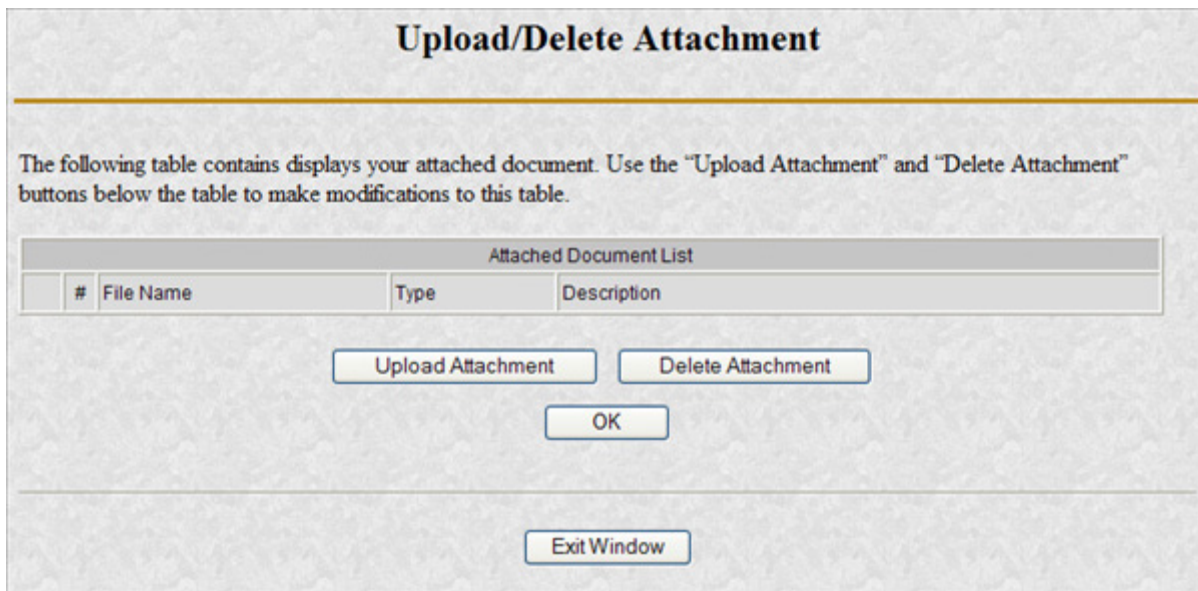 Upload/Delete Attachment
The following table contains displays your attached document. Use the “Upload Attachment” and “Delete Attachment”
buttons below the table to make modifications to this table.
Attached Document List
# File Name Type Description
Upload Attachment Delete Attachment
OK
Exit Window